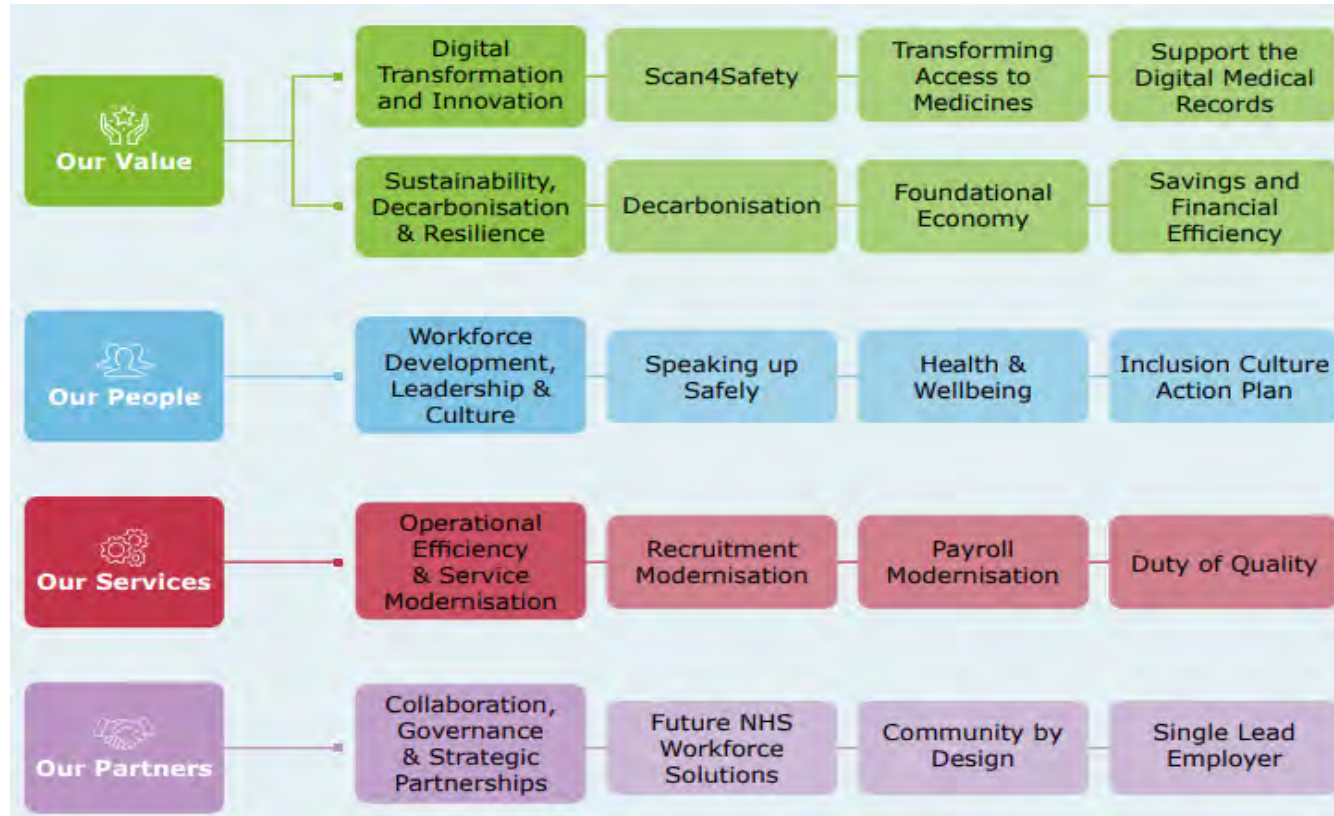 Our Value
Digital
Transformation
and Innovation
Scan4Safety
Transforming
Access to
Medicines
Support the
Digital Medical
Records
Sustainability,
Decarbonisation
& Resilience
Decarbonisation
Foundational
Economy
Savings and
Financial
Efficiency
Our People
Workforce
Development,
Leadership &
Culture
Speaking up
Safely
Health &
Wellbeing
Inclusion Culture
Action Plan
Our Services
Operational
Efficiency
& Service
Modernisation
Recruitment
Modernisation
Payroll
Modernisation
Duty of Quality
Our Partners
Collaboration,
Governance
& Strategic
Partnerships
Future NHS
Workforce
Solutions
Community by
Design
Single Lead
Employer